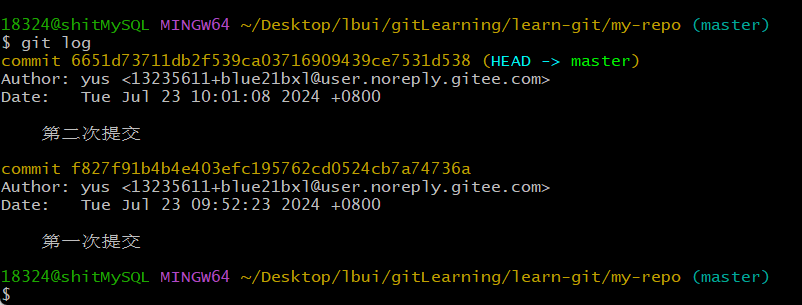 18324@shitMySQL MINGW64 ~/Desktop/lbui/gitLearning/learn-git/my-repo (master)
$ git log
commit 6651d73711db2f539ca03716909439ce7531d538 (HEAD -> master)
Author: yus <13235611+blue21bxl@user.noreply.gitee.com>
Date:   Tue Jul 23 10:01:08 2024 +0800
    第二次提交
commit f827f91b4b4e403efc195762cd0524cb7a74736a
Author: yus <13235611+blue21bxl@user.noreply.gitee.com>
Date:   Tue Jul 23 09:52:23 2024 +0800
    第一次提交
18324@shitMySQL MINGW64 ~/Desktop/lbui/gitLearning/learn-git/my-repo (master)
$